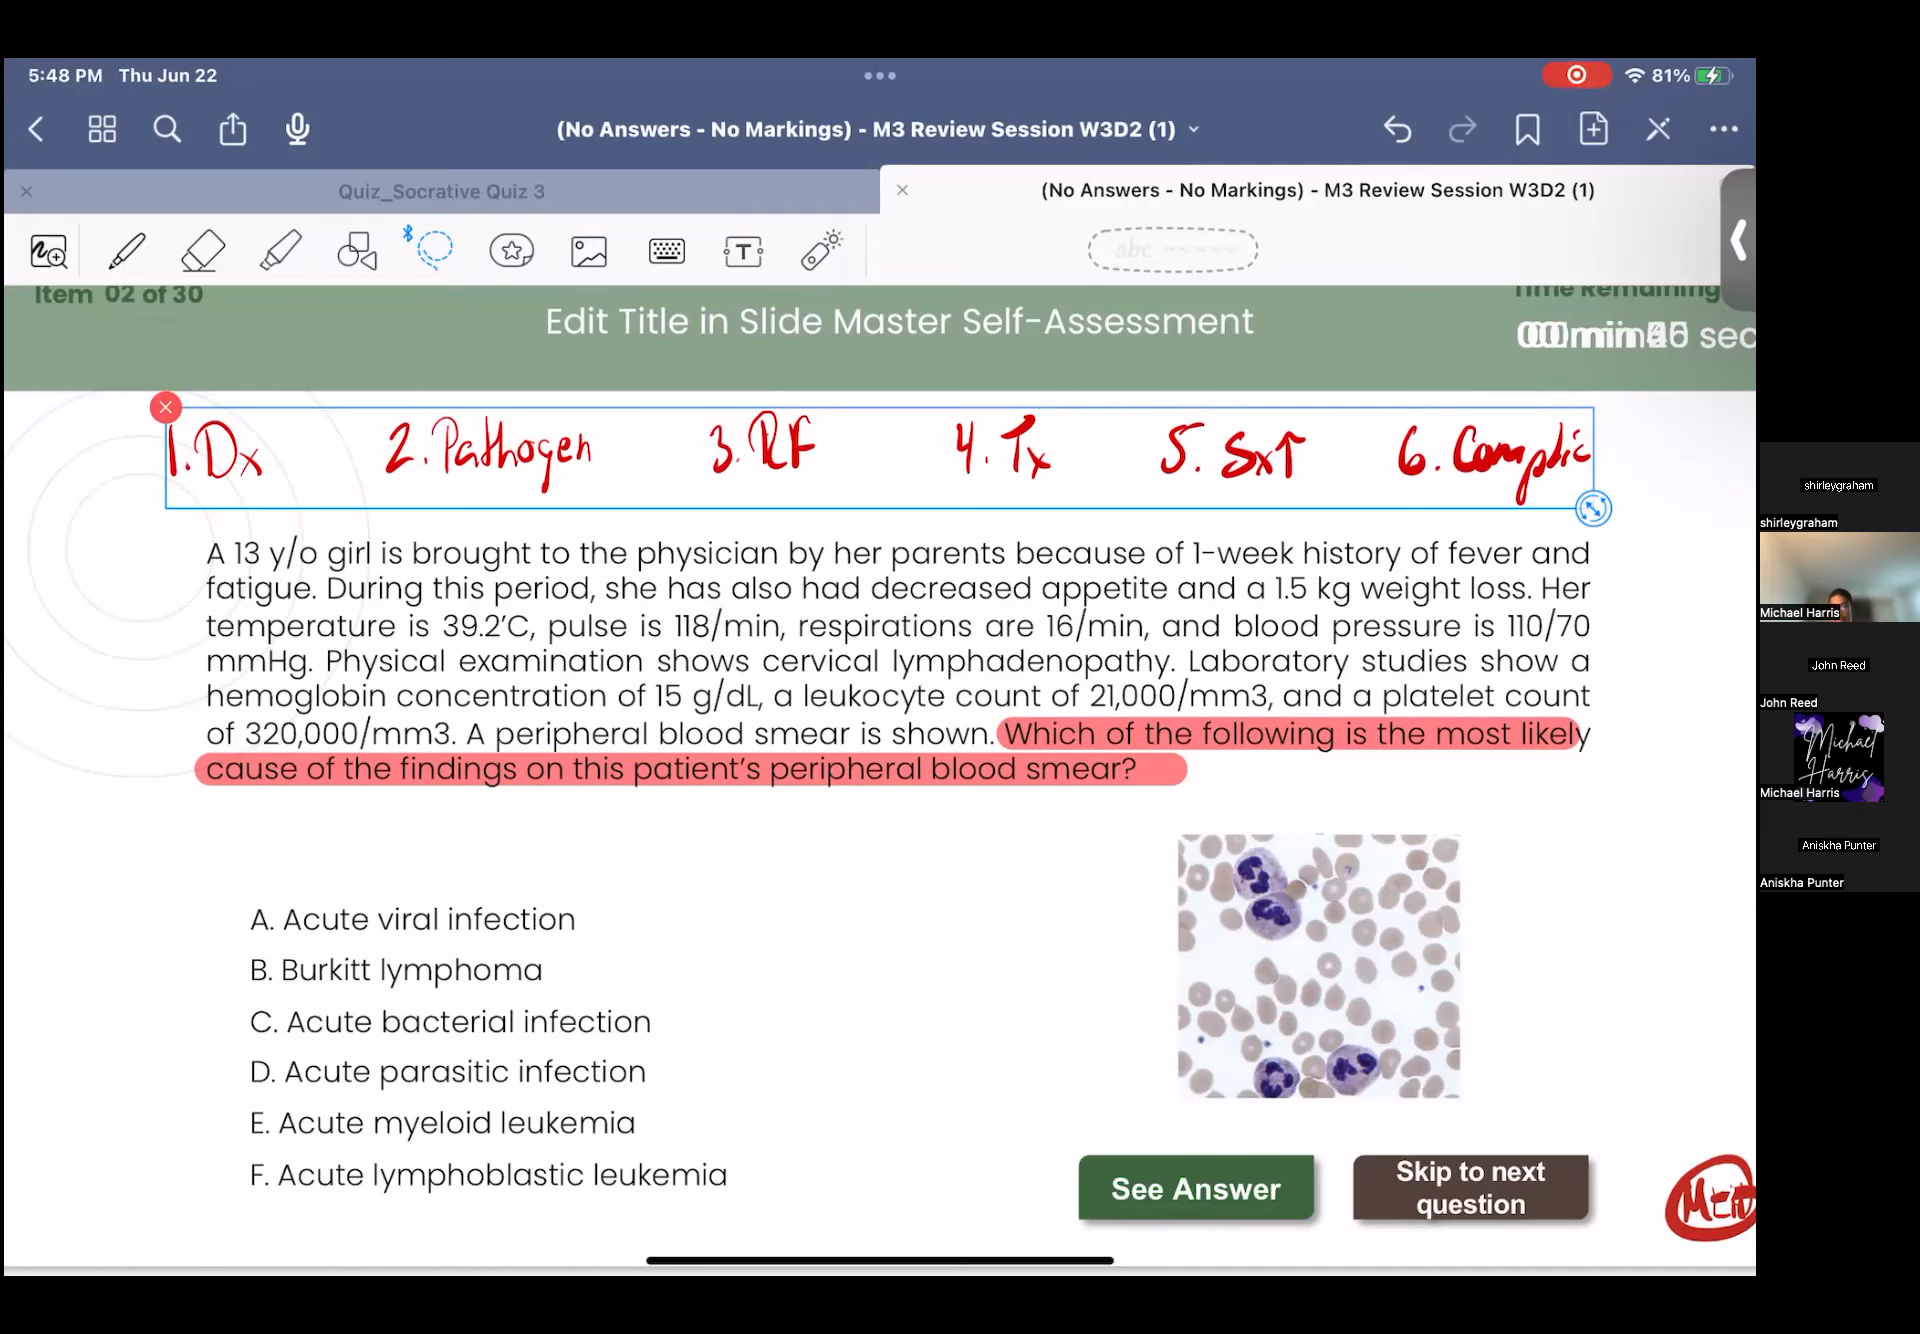 5:48 PM Thu Jun 22
81%
(No Answers - No Markings) - M3 Review Session W3D2 (1)
Quiz_Socrative Quiz 3
(No Answers - No Markings) - M3 Review Session W3D2 (1)
T
abc
Item 02 of 30
Time Remaining
Edit Title in Slide Master Self-Assessment
sec
1. Dx 2. Pathogen 3. RF 4. Tx 5. Sx↑ 6. Complic
A 13 y/o girl is brought to the physician by her parents because of 1-week history of fever and
fatigue. During this period, she has also had decreased appetite and a 1.5 kg weight loss. Her
temperature is 39.2'C, pulse is 118/min, respirations are 16/min, and blood pressure is 110/70
mmHg. Physical examination shows cervical lymphadenopathy. Laboratory studies show a
hemoglobin concentration of 15 g/dL, a leukocyte count of 21,000/mm3, and a platelet count
of 320,000/mm3. A peripheral blood smear is shown. Which of the following is the most likely
cause of the findings on this patient's peripheral blood smear?
A. Acute viral infection
B. Burkitt lymphoma
C. Acute bacterial infection
D. Acute parasitic infection
E. Acute myeloid leukemia
F. Acute lymphoblastic leukemia
See Answer
Skip to next
question
shirleygraham
shirleygraham
Michael Harris
John Reed
John Reed
Michael
Harris
Michael Harris
Aniskha Punter
Aniskha Punter